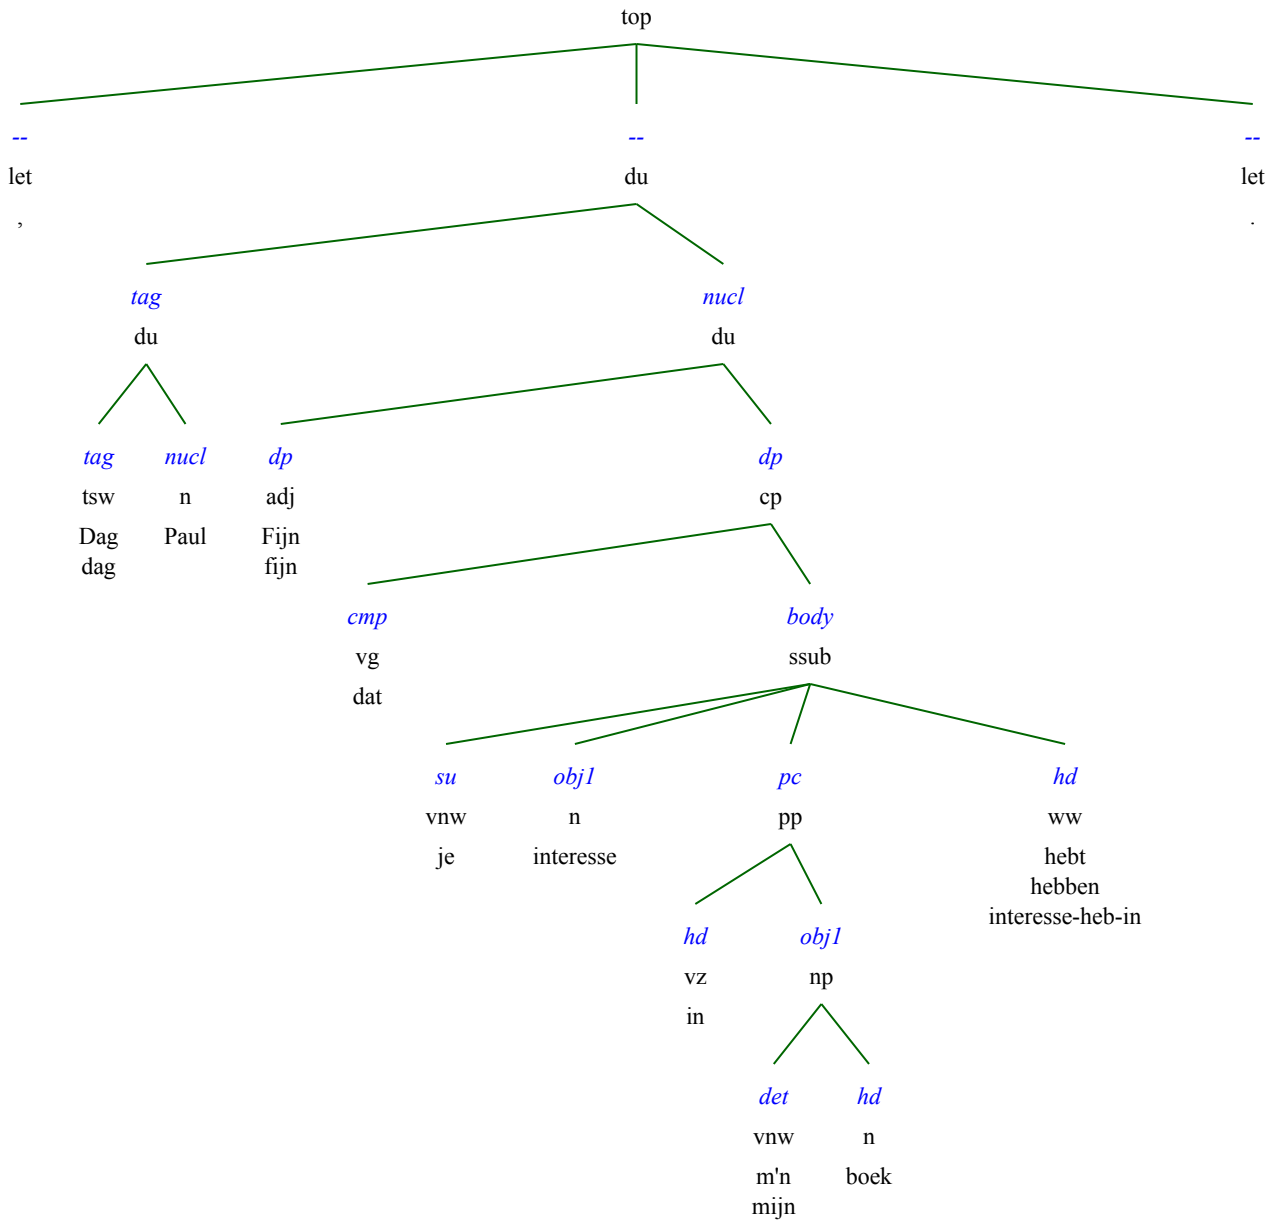 top
-- -- --
let du let
, .
tag nucl
du du
tag nucl dp dp
tsw n adj cp
Dag Paul Fijn
dag fijn
cmp body
vg ssub
dat
su obj1 pc hd
vnw n pp ww
je interesse hebt
hebben
interesse-heb-in
hd obj1
vz np
in
det hd
vnw n
m'n boek
mijn